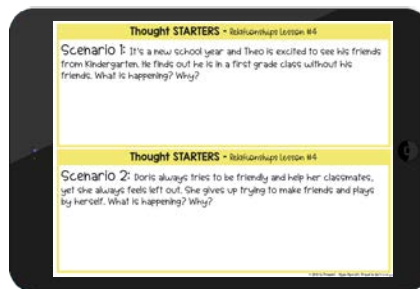 Thought STARTERS - Relationships Lesson #4
Scenario 1: It's a new school year and Theo is excited to see his friends
from Kindergarten. He finds out he is in a first grade class without his
friends. What is happening? Why?
Thought STARTERS - Relationships Lesson #4
Scenario 2: Doris always tries to be friendly and help her classmates,
yet she always feels left out. She gives up trying to make friends and plays
by herself. What is happening? Why?